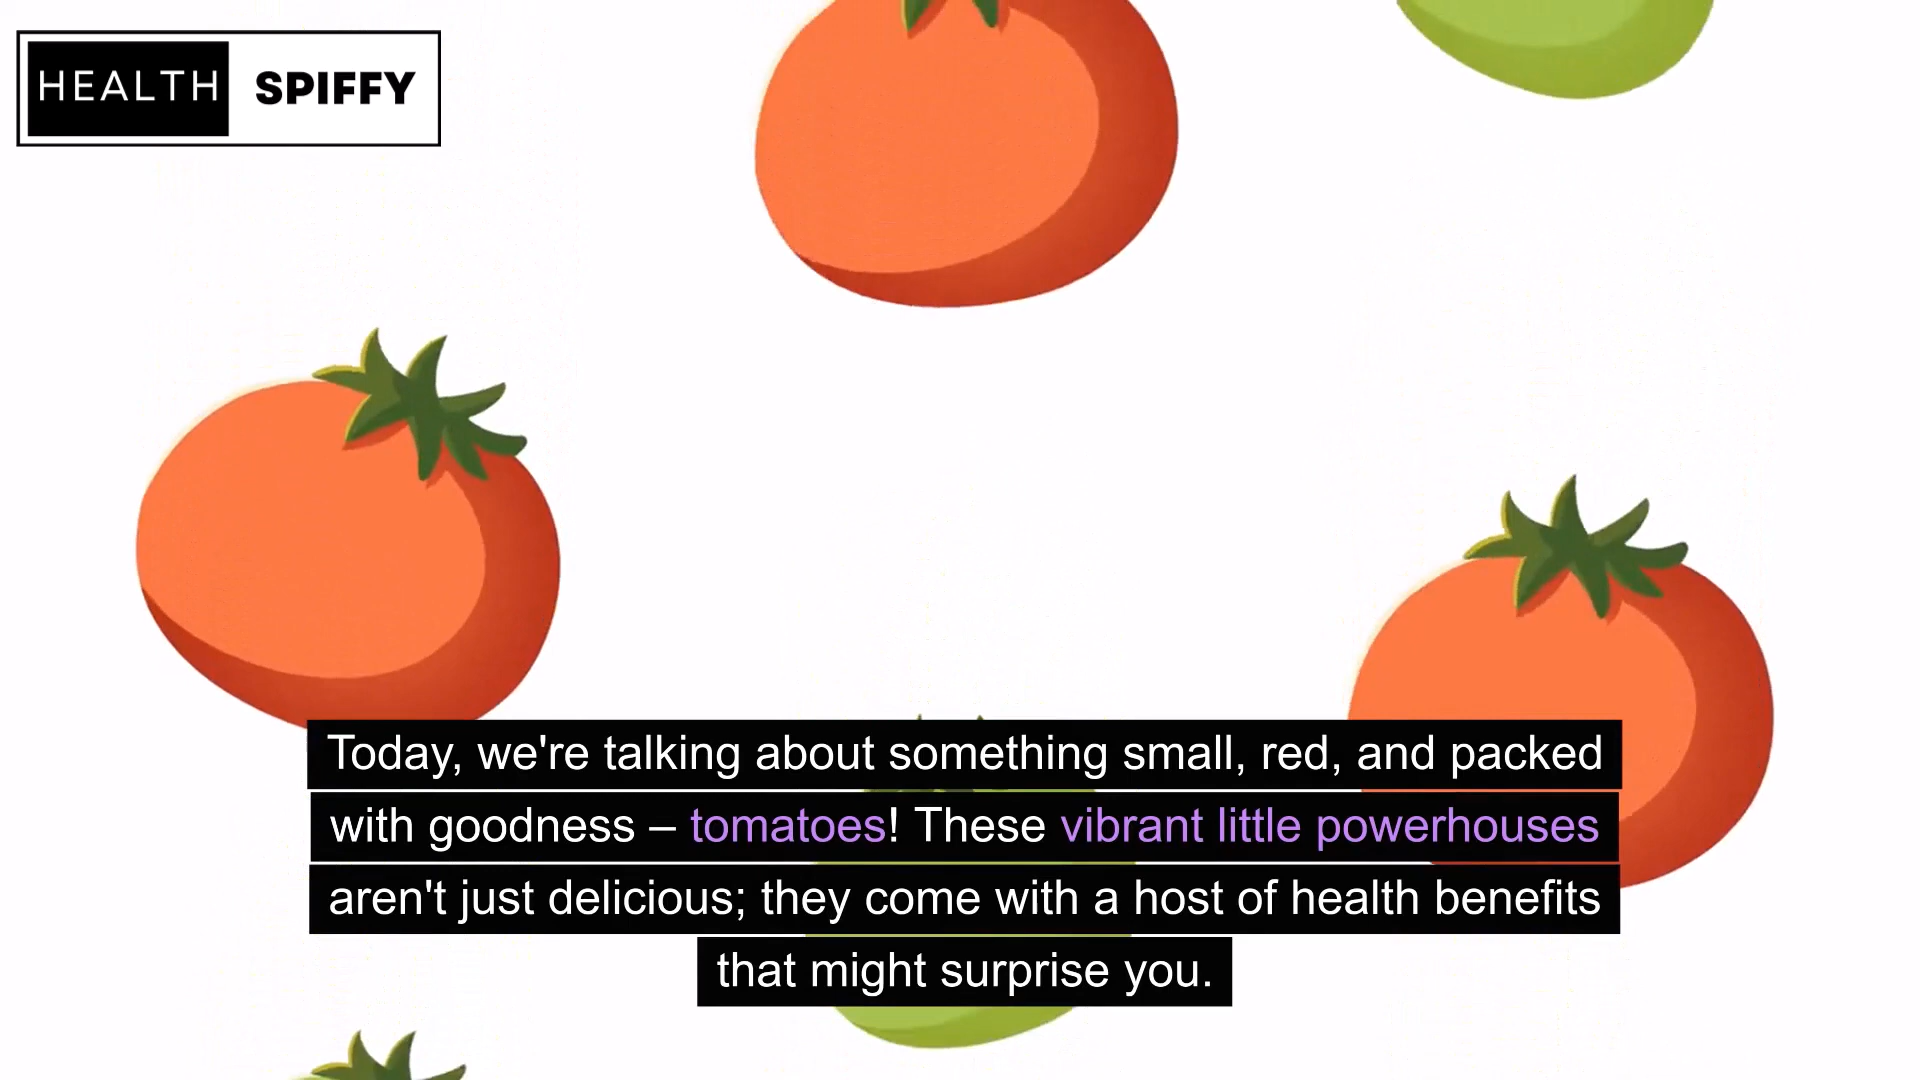 HEALTH SPIFFY
Today, we're talking about something small, red, and packed
with goodness – tomatoes! These vibrant little powerhouses
aren't just delicious; they come with a host of health benefits
that might surprise you.